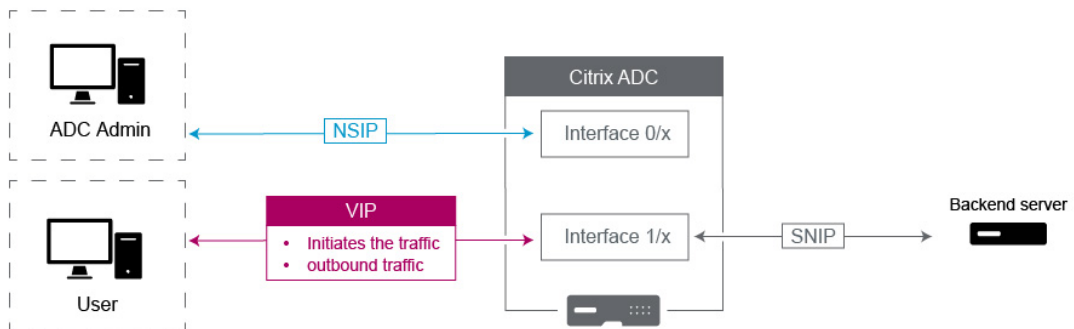 ADC Admin
NSIP
Citrix ADC
Interface 0/x
User
VIP
• Initiates the traffic
• outbound traffic
Interface 1/x
SNIP
Backend server